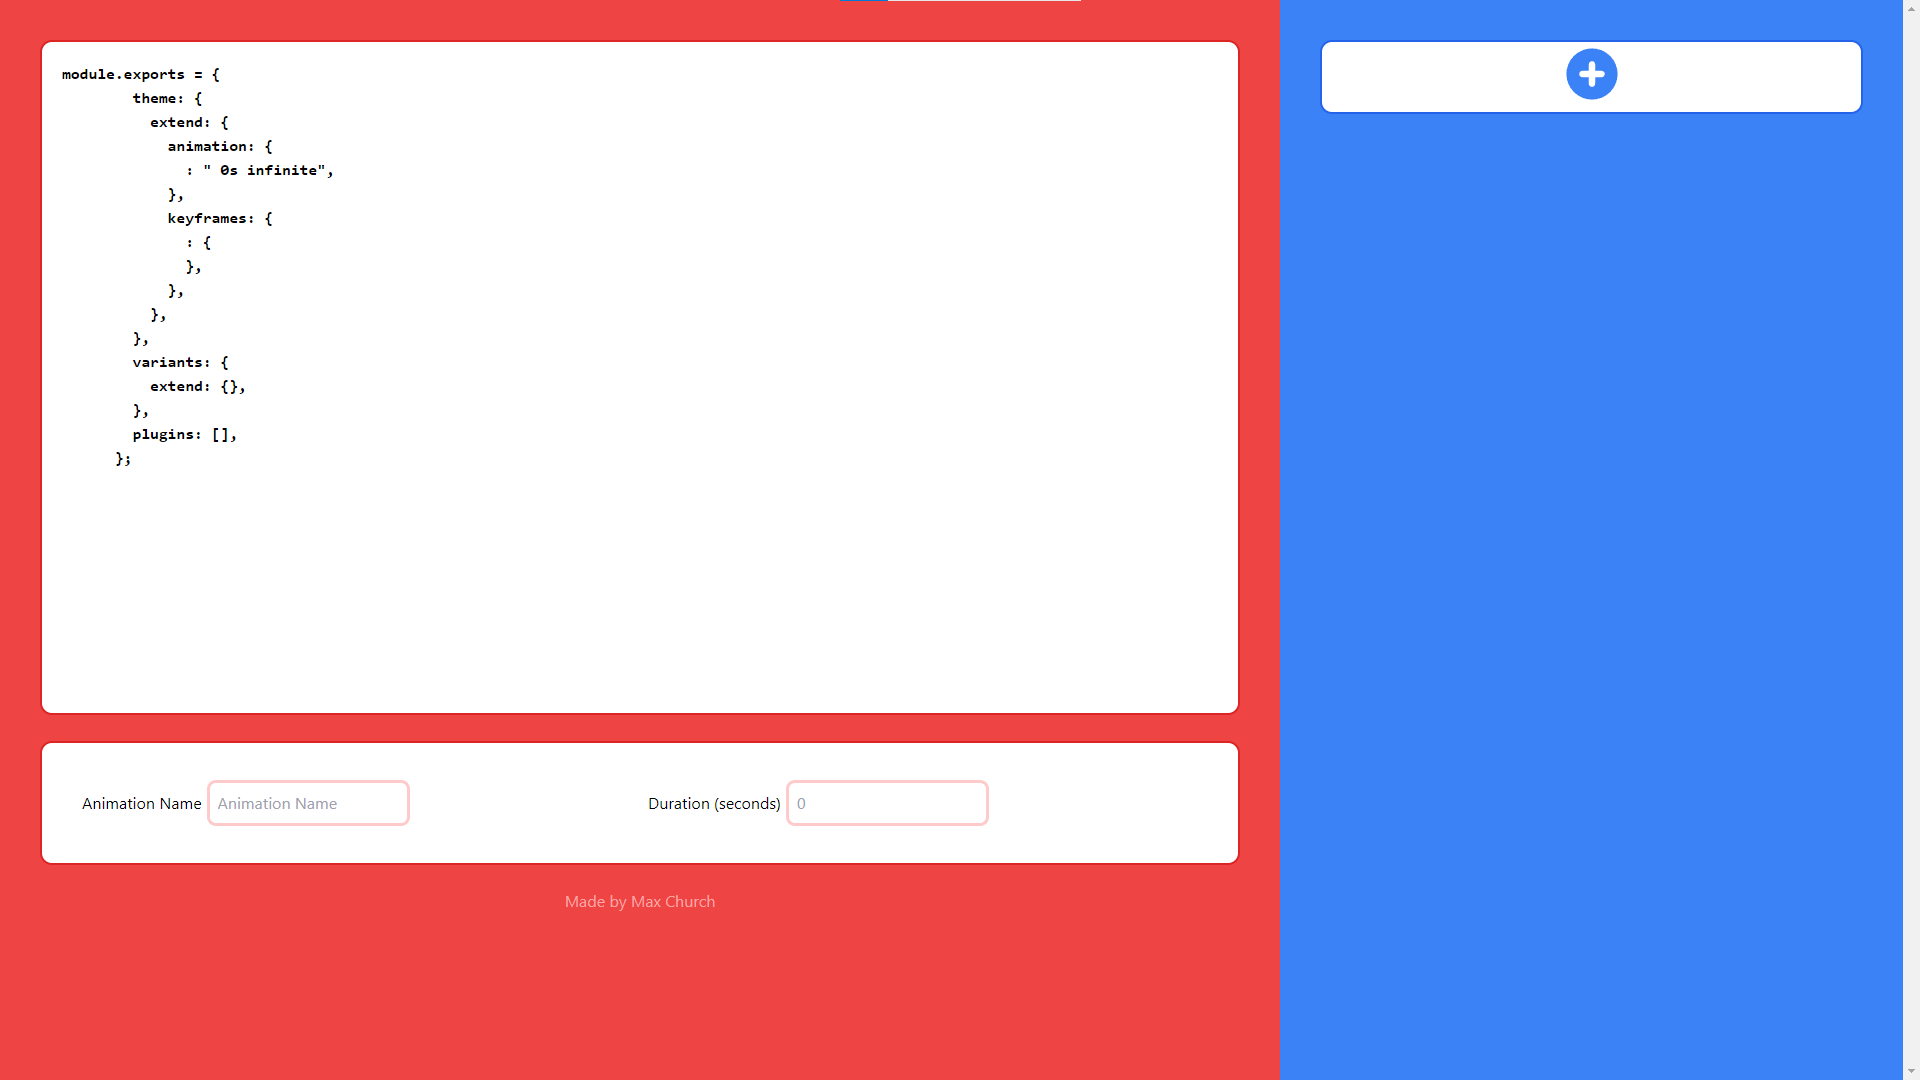 module.exports = {
theme: {
extend: {
animation: {
: " 0s infinite",
},
keyframes: {
: {
},
},
},
},
variants: {
extend: {},
},
plugins: [],
};
Animation Name Animation Name Duration (seconds) 0
Made by Max Church